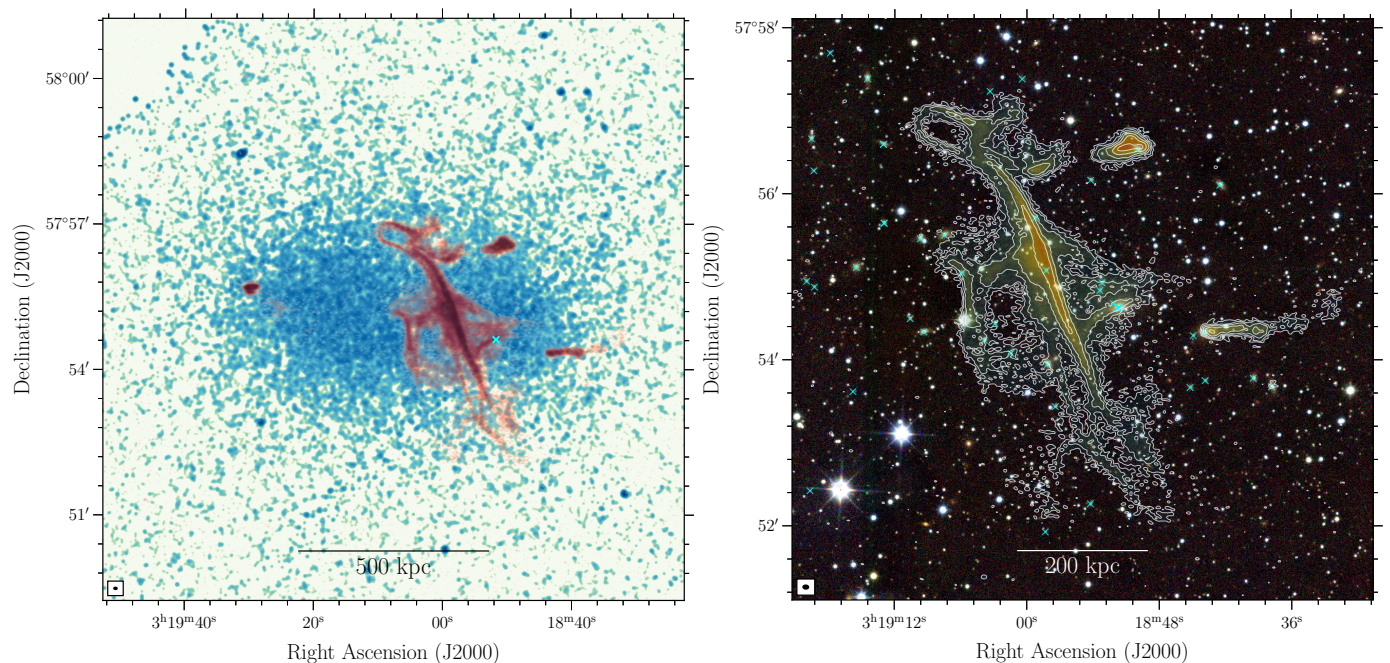 58°00′
57°57′
54′
51′
Declination (J2000)
500 kpc
3ʰ19ᵐ40ˢ
20ˢ
00ˢ
18ᵐ40ˢ
Right Ascension (J2000)
57°58′
56′
54′
52′
Declination (J2000)
200 kpc
3ʰ19ᵐ12ˢ
00ˢ
18ᵐ48ˢ
36ˢ
Right Ascension (J2000)